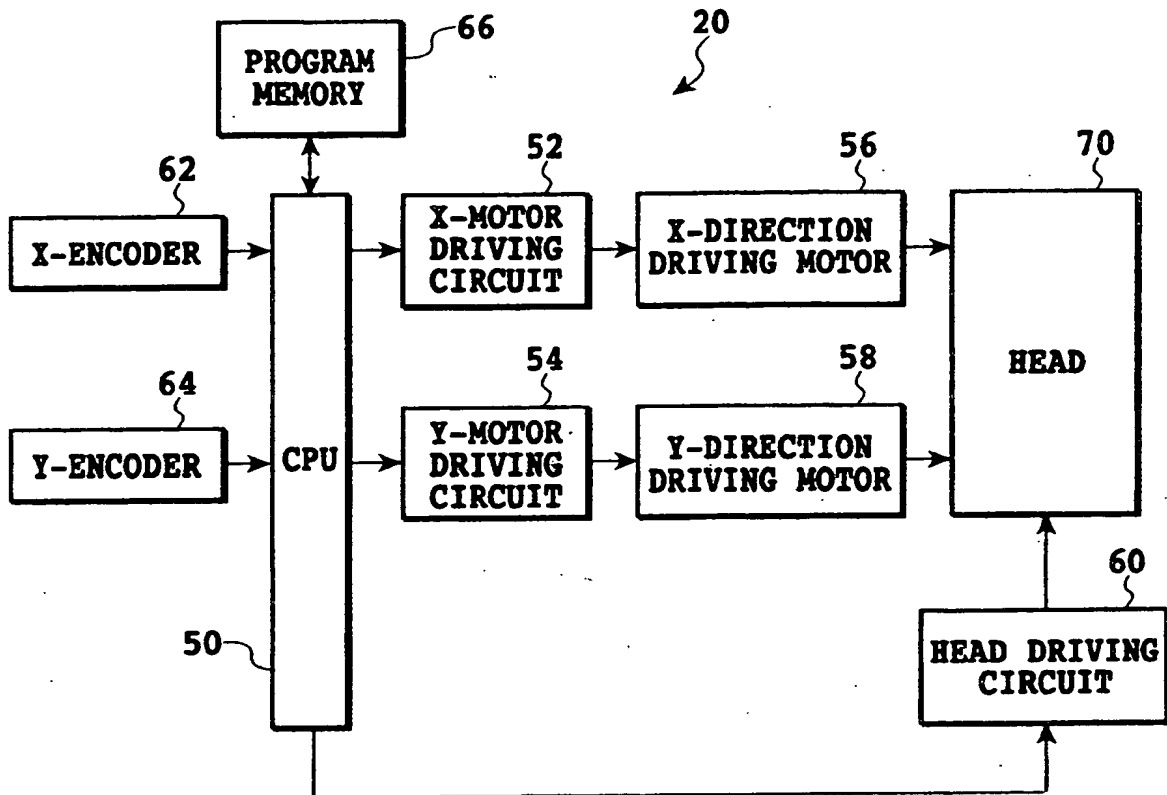 66
20
PROGRAM
MEMORY
62
52
56
70
X-ENCODER
X-MOTOR
DRIVING
CIRCUIT
X-DIRECTION
DRIVING MOTOR
HEAD
64
54
58
Y-ENCODER
CPU
Y-MOTOR
DRIVING
CIRCUIT
Y-DIRECTION
DRIVING MOTOR
50
60
HEAD DRIVING
CIRCUIT